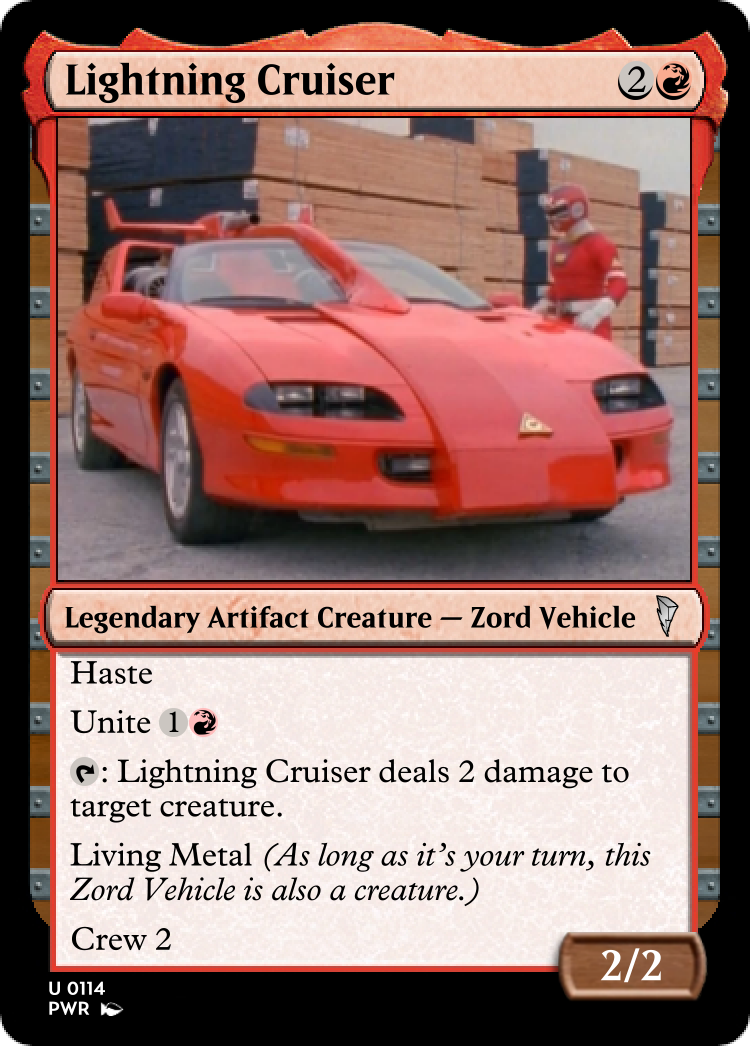 Lightning Cruiser 2
Legendary Artifact Creature — Zord Vehicle
Haste
Unite 1
: Lightning Cruiser deals 2 damage to
target creature.
Living Metal (As long as it's your turn, this
Zord Vehicle is also a creature.)
Crew 2
2/2
U 0114
PWR